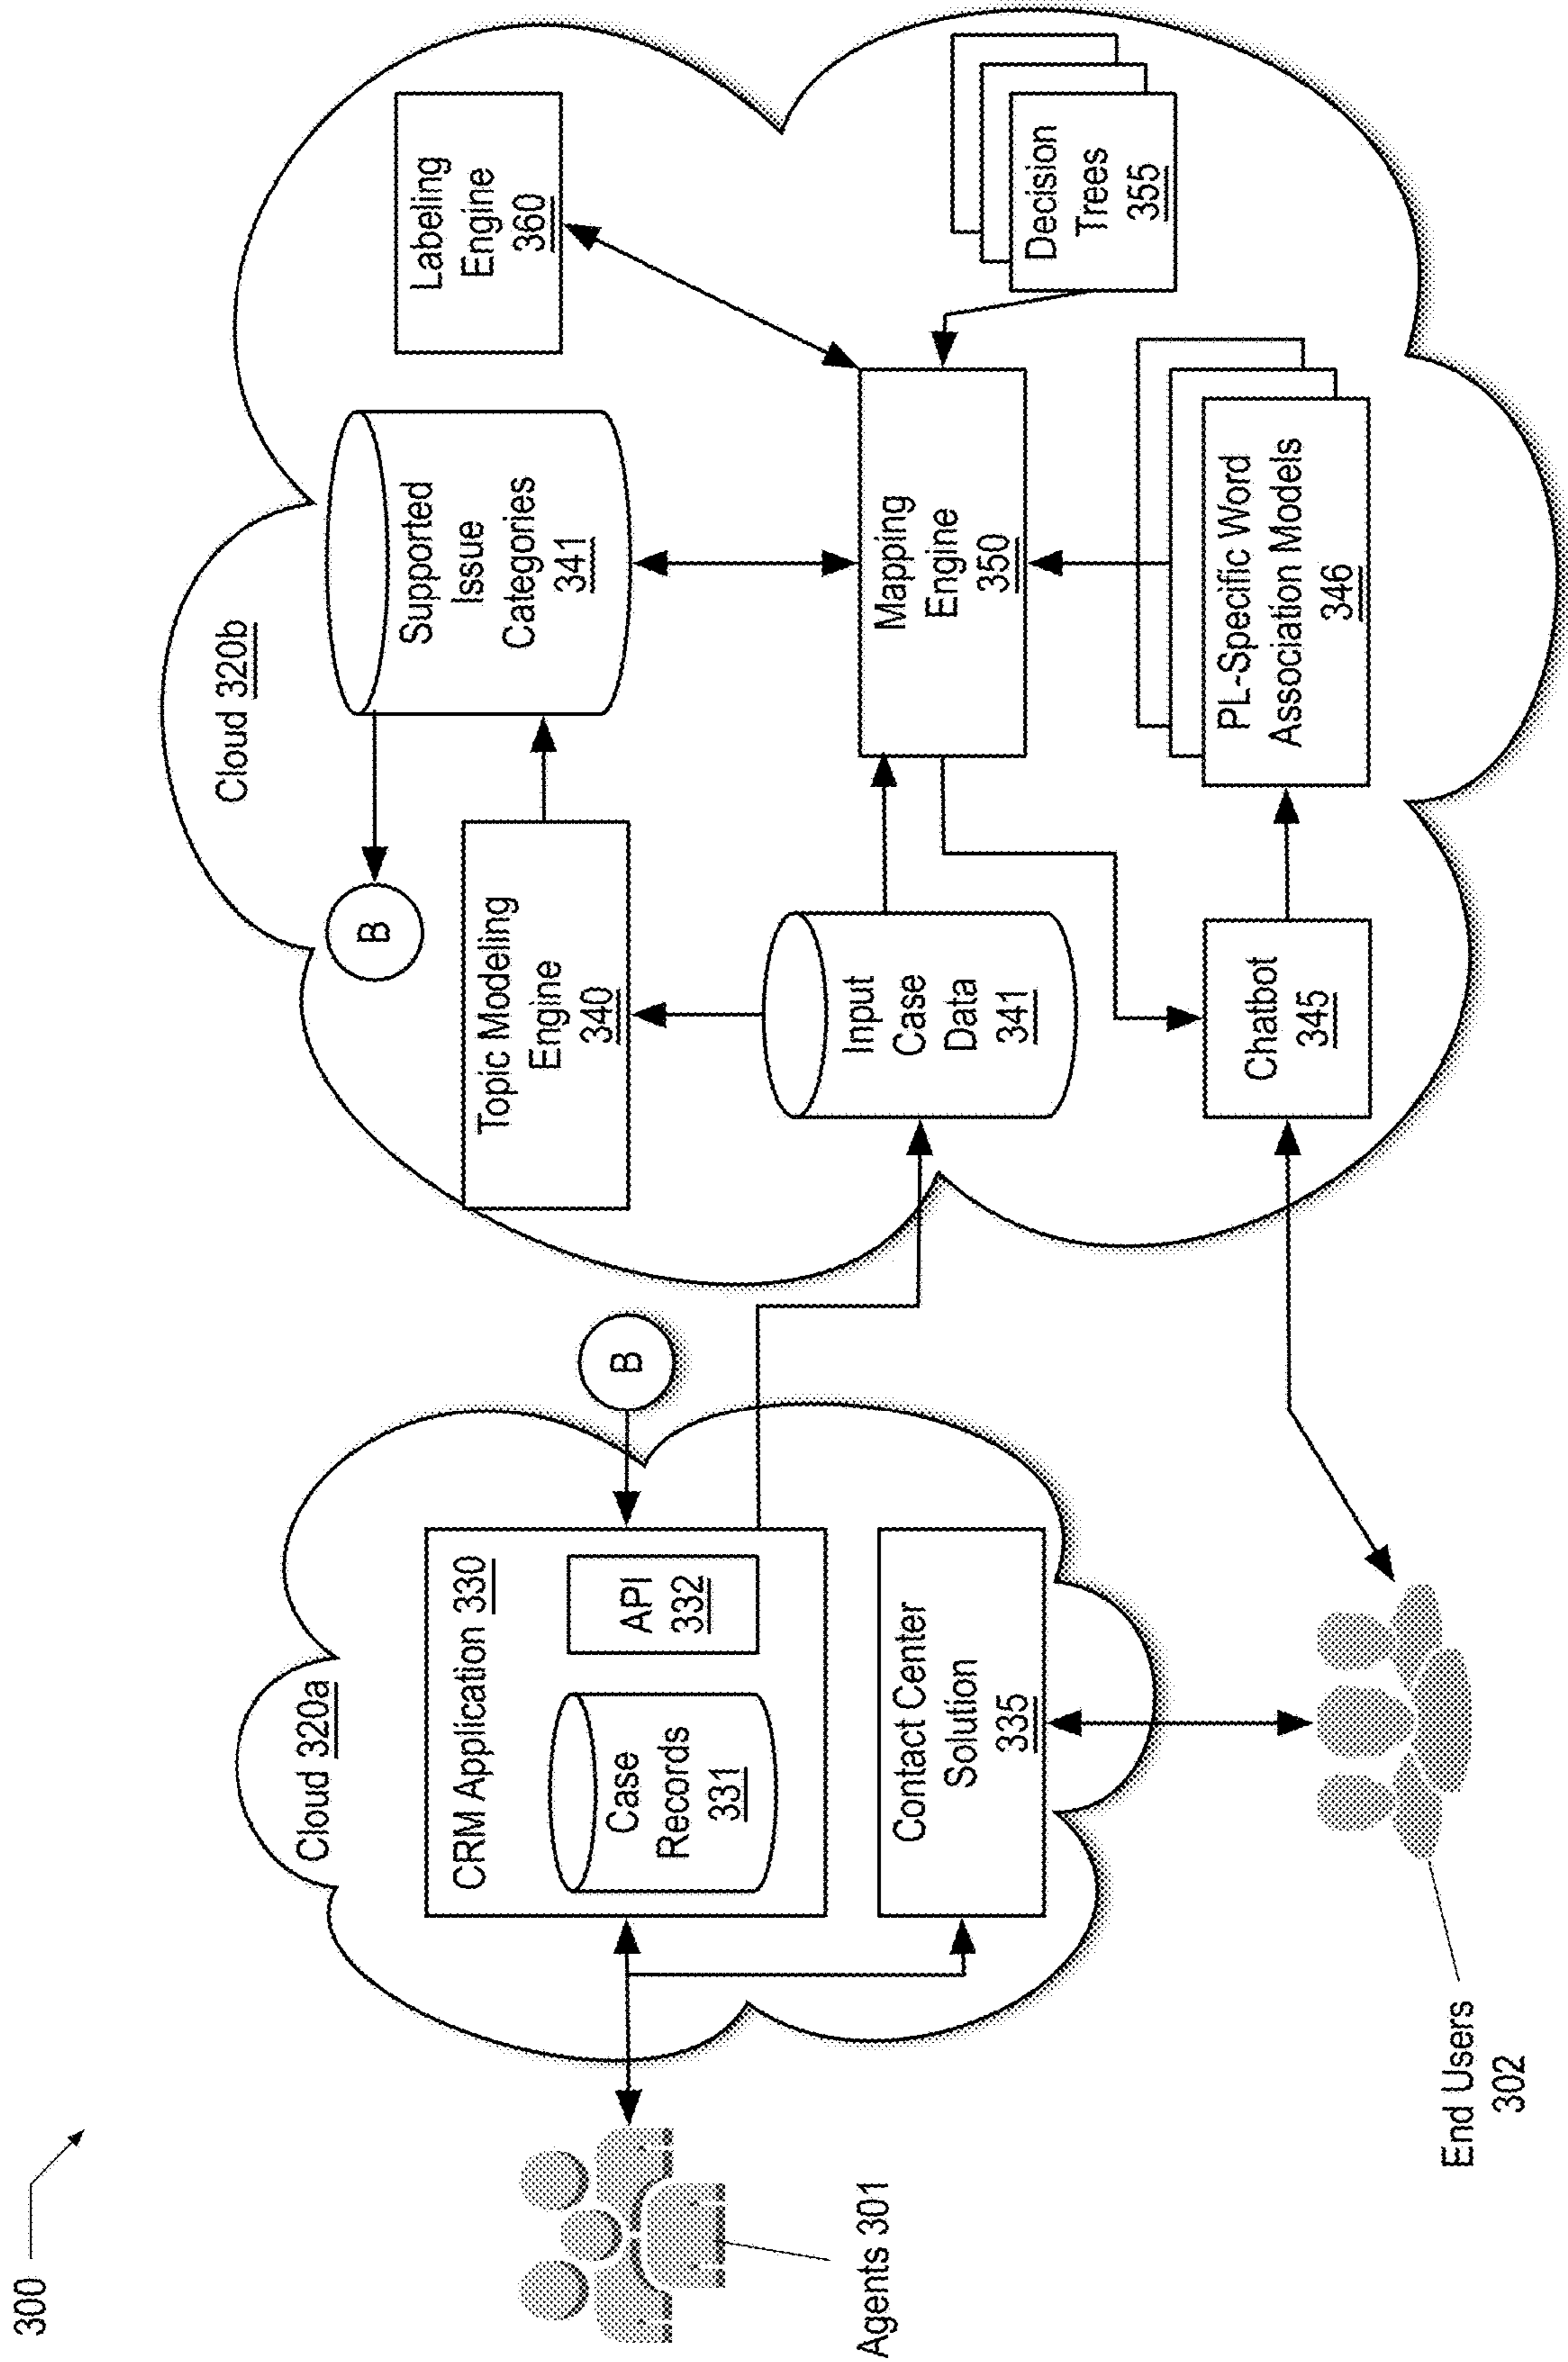 300
Cloud 320a
CRM Application 330
Case
Records
331
API
332
Contact Center
Solution
335
B
Agents 301
End Users
302
Cloud 320b
B
Topic Modeling
Engine
340
Supported
Issue
Categories
341
Labeling
Engine
360
Input
Case
Data
341
Mapping
Engine
350
Decision
Trees
355
Chatbot
345
PL-Specific Word
Association Models
346